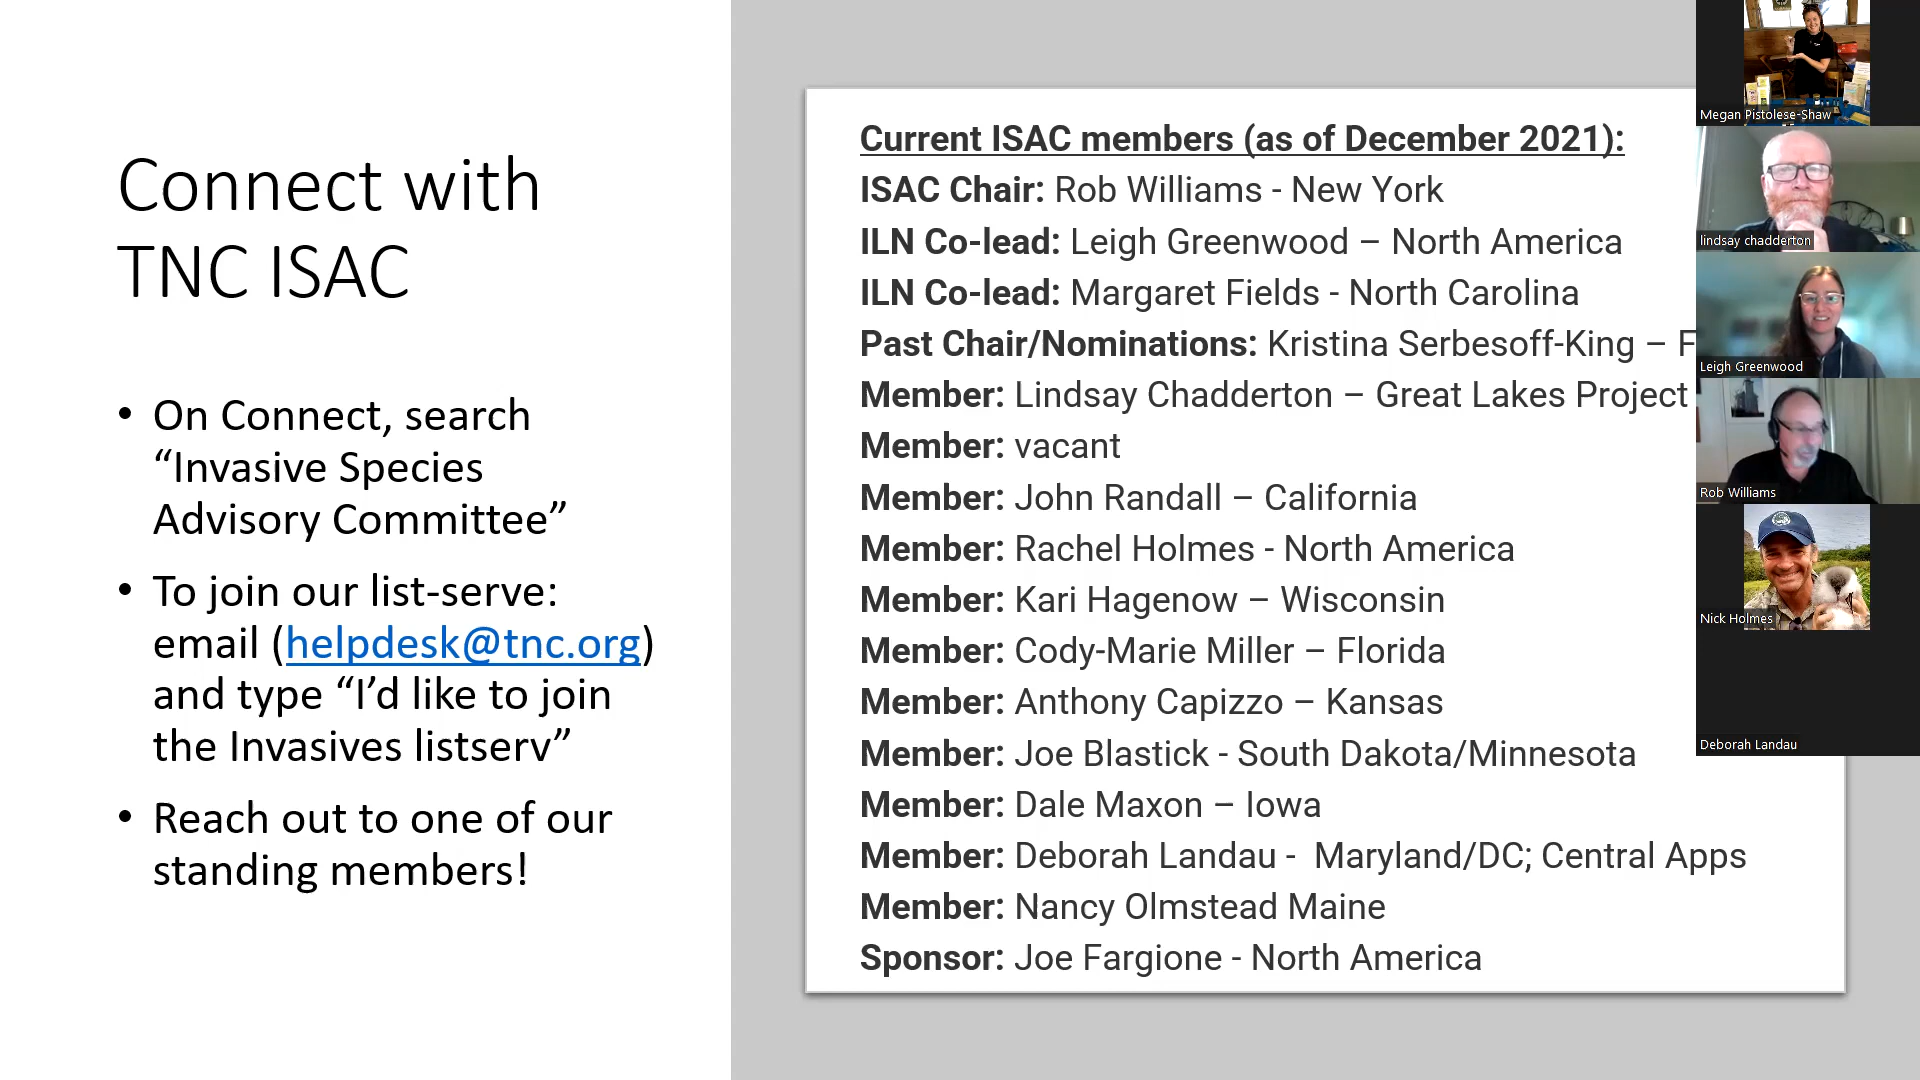 Connect with
TNC ISAC
• On Connect, search
“Invasive Species
Advisory Committee”
• To join our list-serve:
email (helpdesk@tnc.org)
and type “I’d like to join
the Invasives listserv”
• Reach out to one of our
standing members!
Current ISAC members (as of December 2021):
ISAC Chair: Rob Williams - New York
ILN Co-lead: Leigh Greenwood – North America
ILN Co-lead: Margaret Fields - North Carolina
Past Chair/Nominations: Kristina Serbesoff-King – F
Member: Lindsay Chadderton – Great Lakes Project
Member: vacant
Member: John Randall – California
Member: Rachel Holmes - North America
Member: Kari Hagenow – Wisconsin
Member: Cody-Marie Miller – Florida
Member: Anthony Capizzo – Kansas
Member: Joe Blastick - South Dakota/Minnesota
Member: Dale Maxon – Iowa
Member: Deborah Landau -  Maryland/DC; Central Apps
Member: Nancy Olmstead Maine
Sponsor: Joe Fargione - North America
Megan Pistolese-Shaw
lindsay chadderton
Leigh Greenwood
Rob Williams
Nick Holmes
Deborah Landau